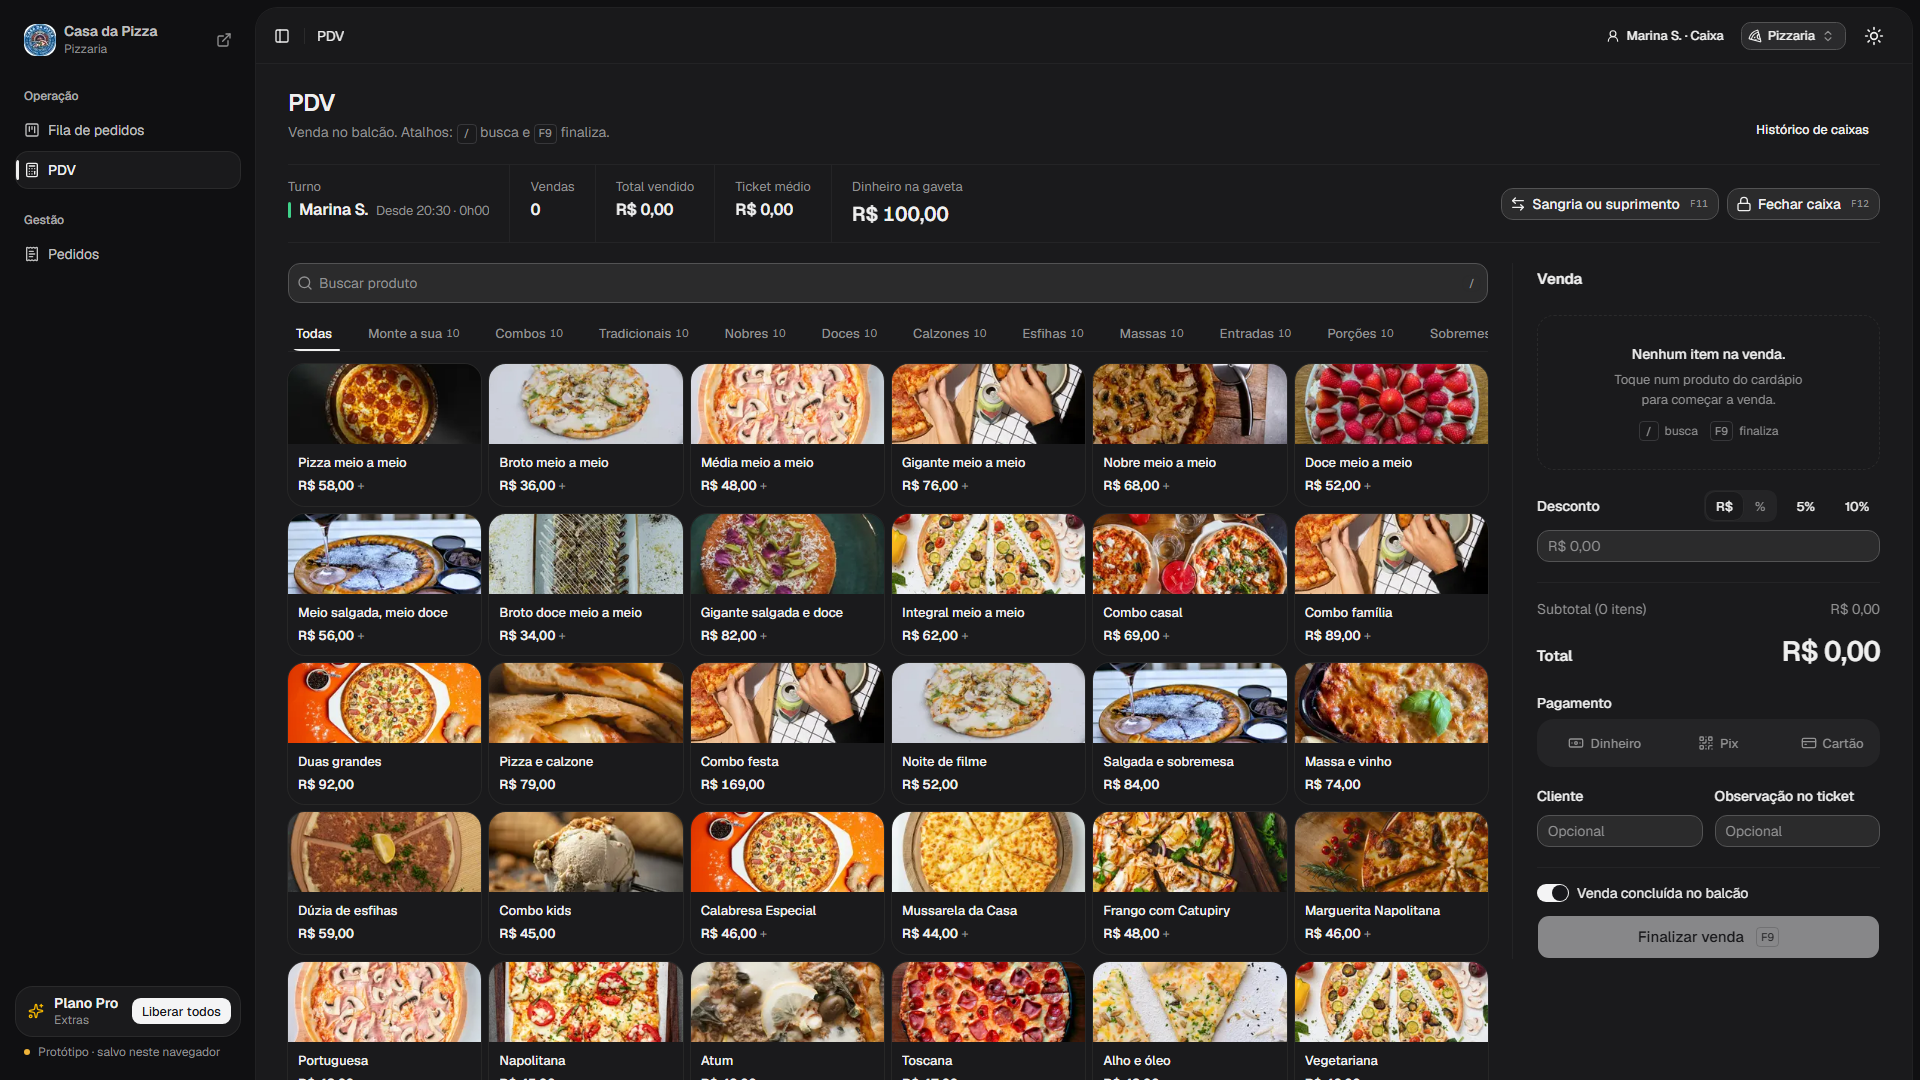 Casa da Pizza
Pizzaria
Operação
Fila de pedidos
PDV
Gestão
Pedidos
Plano Pro
Extras
Liberar todos
Protótipo · salvo neste navegador
PDV
Marina S. · Caixa
Pizzaria
PDV
Venda no balcão. Atalhos: / busca e F9 finaliza.
Histórico de caixas
Turno
Marina S. Desde 20:30 · 0h00
Vendas
0
Total vendido
R$ 0,00
Ticket médio
R$ 0,00
Dinheiro na gaveta
R$ 100,00
Sangria ou suprimento F11
Fechar caixa F12
Buscar produto /
Todas Monte a sua 10 Combos 10 Tradicionais 10 Nobres 10 Doces 10 Calzones 10 Esfihas 10 Massas 10 Entradas 10 Porções 10 Sobremes
Pizza meio a meio
R$ 58,00 +
Broto meio a meio
R$ 36,00 +
Média meio a meio
R$ 48,00 +
Gigante meio a meio
R$ 76,00 +
Nobre meio a meio
R$ 68,00 +
Doce meio a meio
R$ 52,00 +
Meio salgada, meio doce
R$ 56,00 +
Broto doce meio a meio
R$ 34,00 +
Gigante salgada e doce
R$ 82,00 +
Integral meio a meio
R$ 62,00 +
Combo casal
R$ 69,00 +
Combo família
R$ 89,00 +
Duas grandes
R$ 92,00
Pizza e calzone
R$ 79,00
Combo festa
R$ 169,00
Noite de filme
R$ 52,00
Salgada e sobremesa
R$ 84,00
Massa e vinho
R$ 74,00
Dúzia de esfihas
R$ 59,00
Combo kids
R$ 45,00
Calabresa Especial
R$ 46,00 +
Mussarela da Casa
R$ 44,00 +
Frango com Catupiry
R$ 48,00 +
Marguerita Napolitana
R$ 46,00 +
Portuguesa
Napolitana
Atum
Toscana
Alho e óleo
Vegetariana
Venda
Nenhum item na venda.
Toque num produto do cardápio
para começar a venda.
/ busca F9 finaliza
Desconto R$ % 5% 10%
R$ 0,00
Subtotal (0 itens) R$ 0,00
Total R$ 0,00
Pagamento
Dinheiro Pix Cartão
Cliente
Opcional
Observação no ticket
Opcional
Venda concluída no balcão
Finalizar venda F9